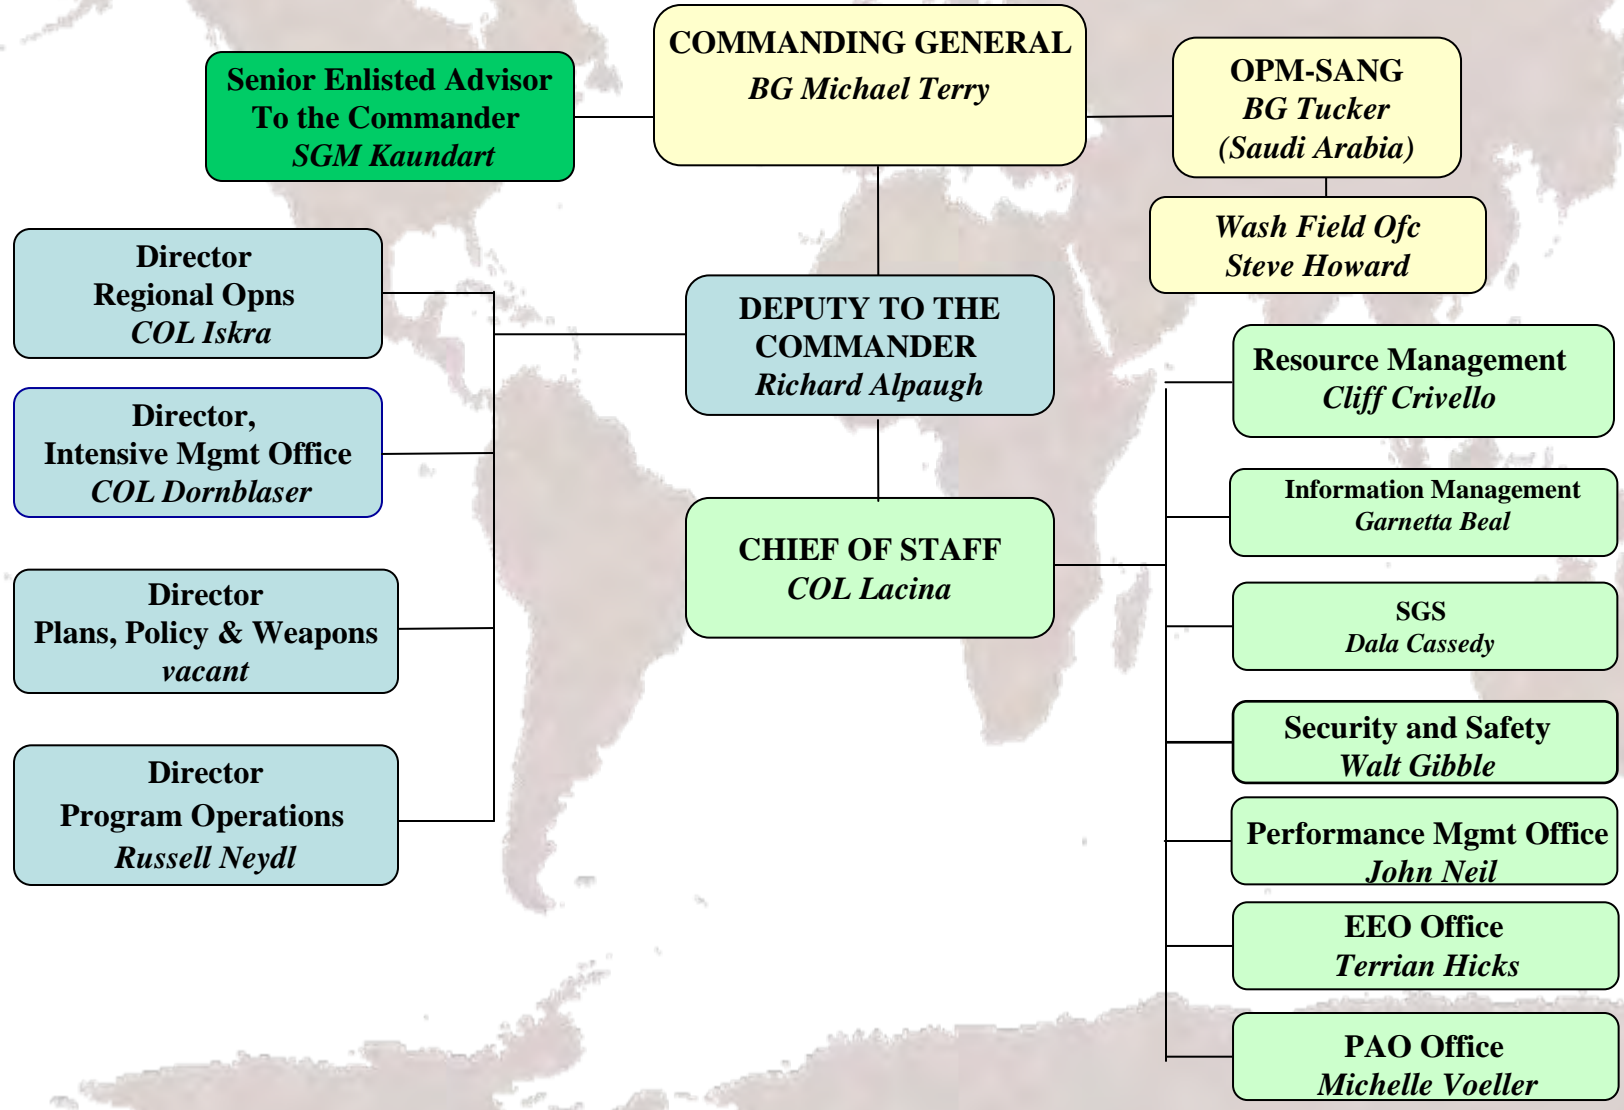 COMMANDING GENERAL
BG Michael Terry
Senior Enlisted Advisor
To the Commander
SGM Kaundart
OPM-SANG
BG Tucker
(Saudi Arabia)
Wash Field Ofc
Steve Howard
DEPUTY TO THE
COMMANDER
Richard Alpaugh
CHIEF OF STAFF
COL Lacina
Director
Regional Opns
COL Iskra
Director,
Intensive Mgmt Office
COL Dornblaser
Director
Plans, Policy & Weapons
vacant
Director
Program Operations
Russell Neydl
Resource Management
Cliff Crivello
Information Management
Garnetta Beal
SGS
Dala Cassedy
Security and Safety
Walt Gibble
Performance Mgmt Office
John Neil
EEO Office
Terrian Hicks
PAO Office
Michelle Voeller